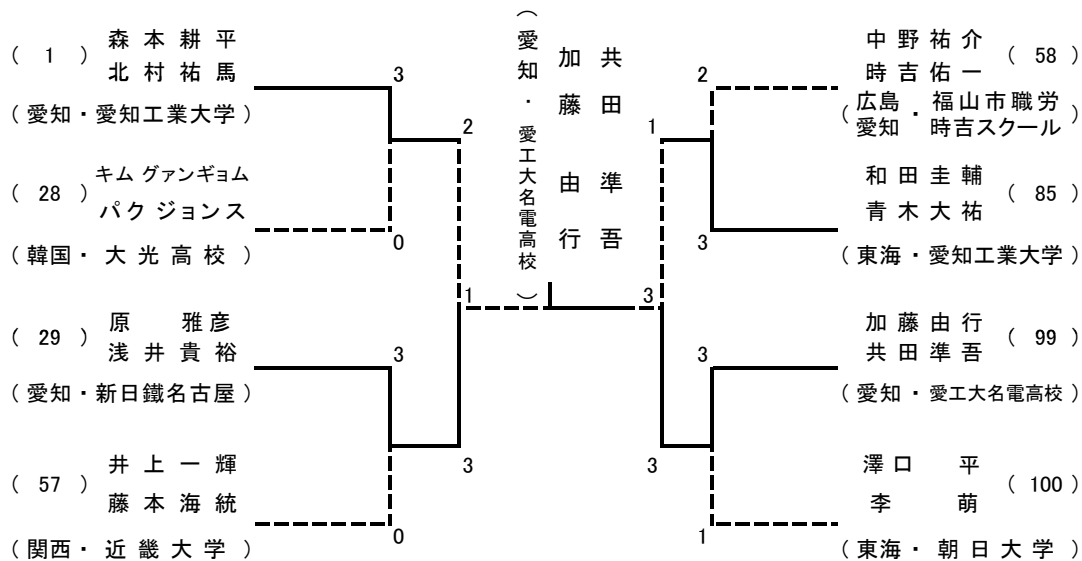 ( 1 )
森本耕平
北村祐馬
(愛知・愛知工業大学)
3
( 28 )
キム グァンギョム
パク ジョンス
(韓国・大光高校)
0
2
( 29 )
原　雅彦
浅井貴裕
(愛知・新日鐵名古屋)
3
( 57 )
井上一輝
藤本海統
(関西・近畿大学)
0
3
1
(愛知・愛工大名電高校)
加藤由行
共田準吾
3
中野祐介
時吉佑一
( 58 )
(広島・福山市職労
愛知・時吉スクール)
2
和田圭輔
青木大祐
( 85 )
(東海・愛知工業大学)
3
1
加藤由行
共田準吾
( 99 )
(愛知・愛工大名電高校)
3
澤口　平
李　萌
( 100 )
(東海・朝日大学)
1
3